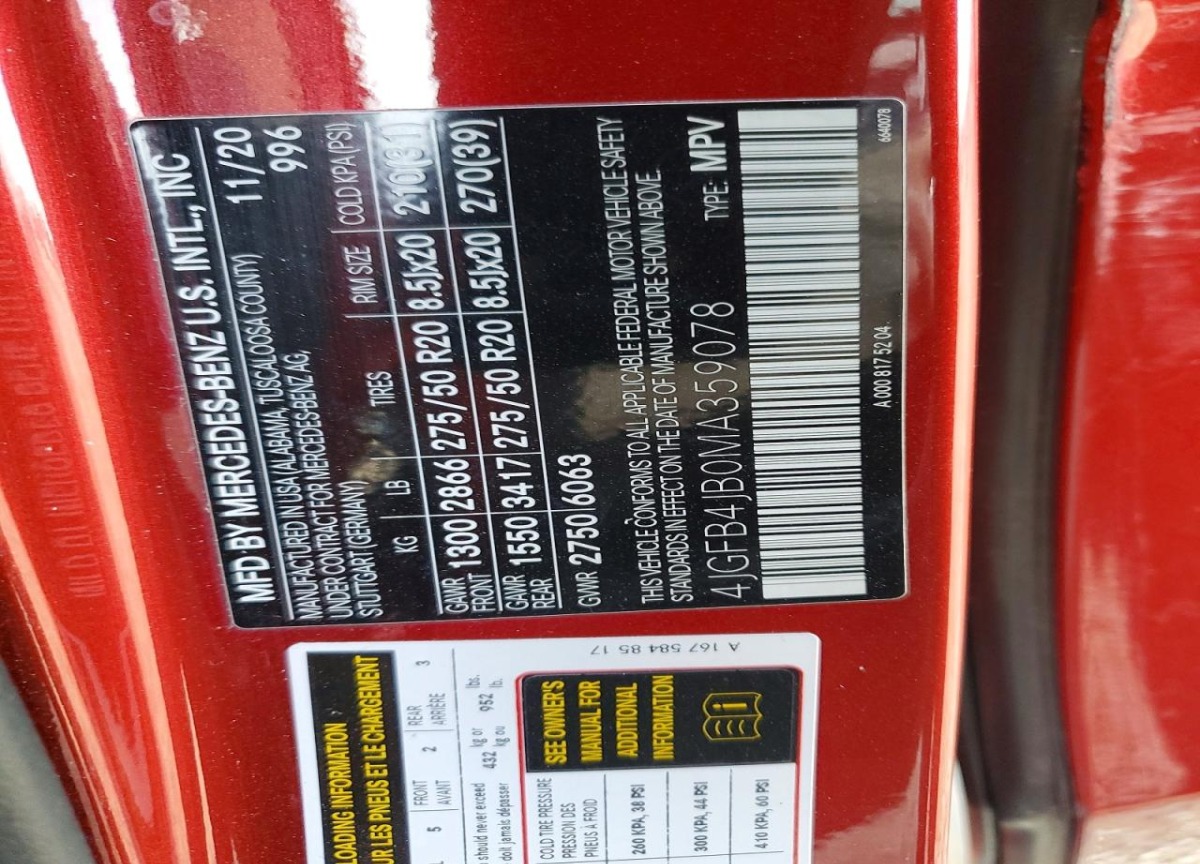 MFD BY MERCEDES-BENZ U.S. INTL., INC
MANUFACTURED IN USA (ALABAMA, TUSCALOOSA COUNTY) 11/20
UNDER CONTRACT FOR MERCEDES-BENZ AG, 996
STUTTGART (GERMANY)
KG LB TIRES RIM SIZE COLD KPA (PSI)
GAWR FRONT 1300 2866 275/50 R20 8.5Jx20 210(31)
GAWR REAR 1550 3417 275/50 R20 8.5Jx20 270(39)
GVWR 2750 6063
THIS VEHICLE CONFORMS TO ALL APPLICABLE FEDERAL MOTOR VEHICLE SAFETY
STANDARDS IN EFFECT ON THE DATE OF MANUFACTURE SHOWN ABOVE.
4JGFB4JB0MA359078 TYPE: MPV
A 000 817 52 04 6640078
LOADING INFORMATION
UR LES PNEUS ET LE CHARGEMENT
5 FRONT 2 REAR 3
AVANT ARRIÈRE
should never exceed 432 kg or 952 lbs.
doit jamais dépasser kg ou lb.
COLD TIRE PRESSURE
PRESSION DES
PNEUS À FROID
260 KPA, 38 PSI
300 KPA, 44 PSI
410 KPA, 60 PSI
SEE OWNER'S
MANUAL FOR
ADDITIONAL
INFORMATION
A 167 584 85 17